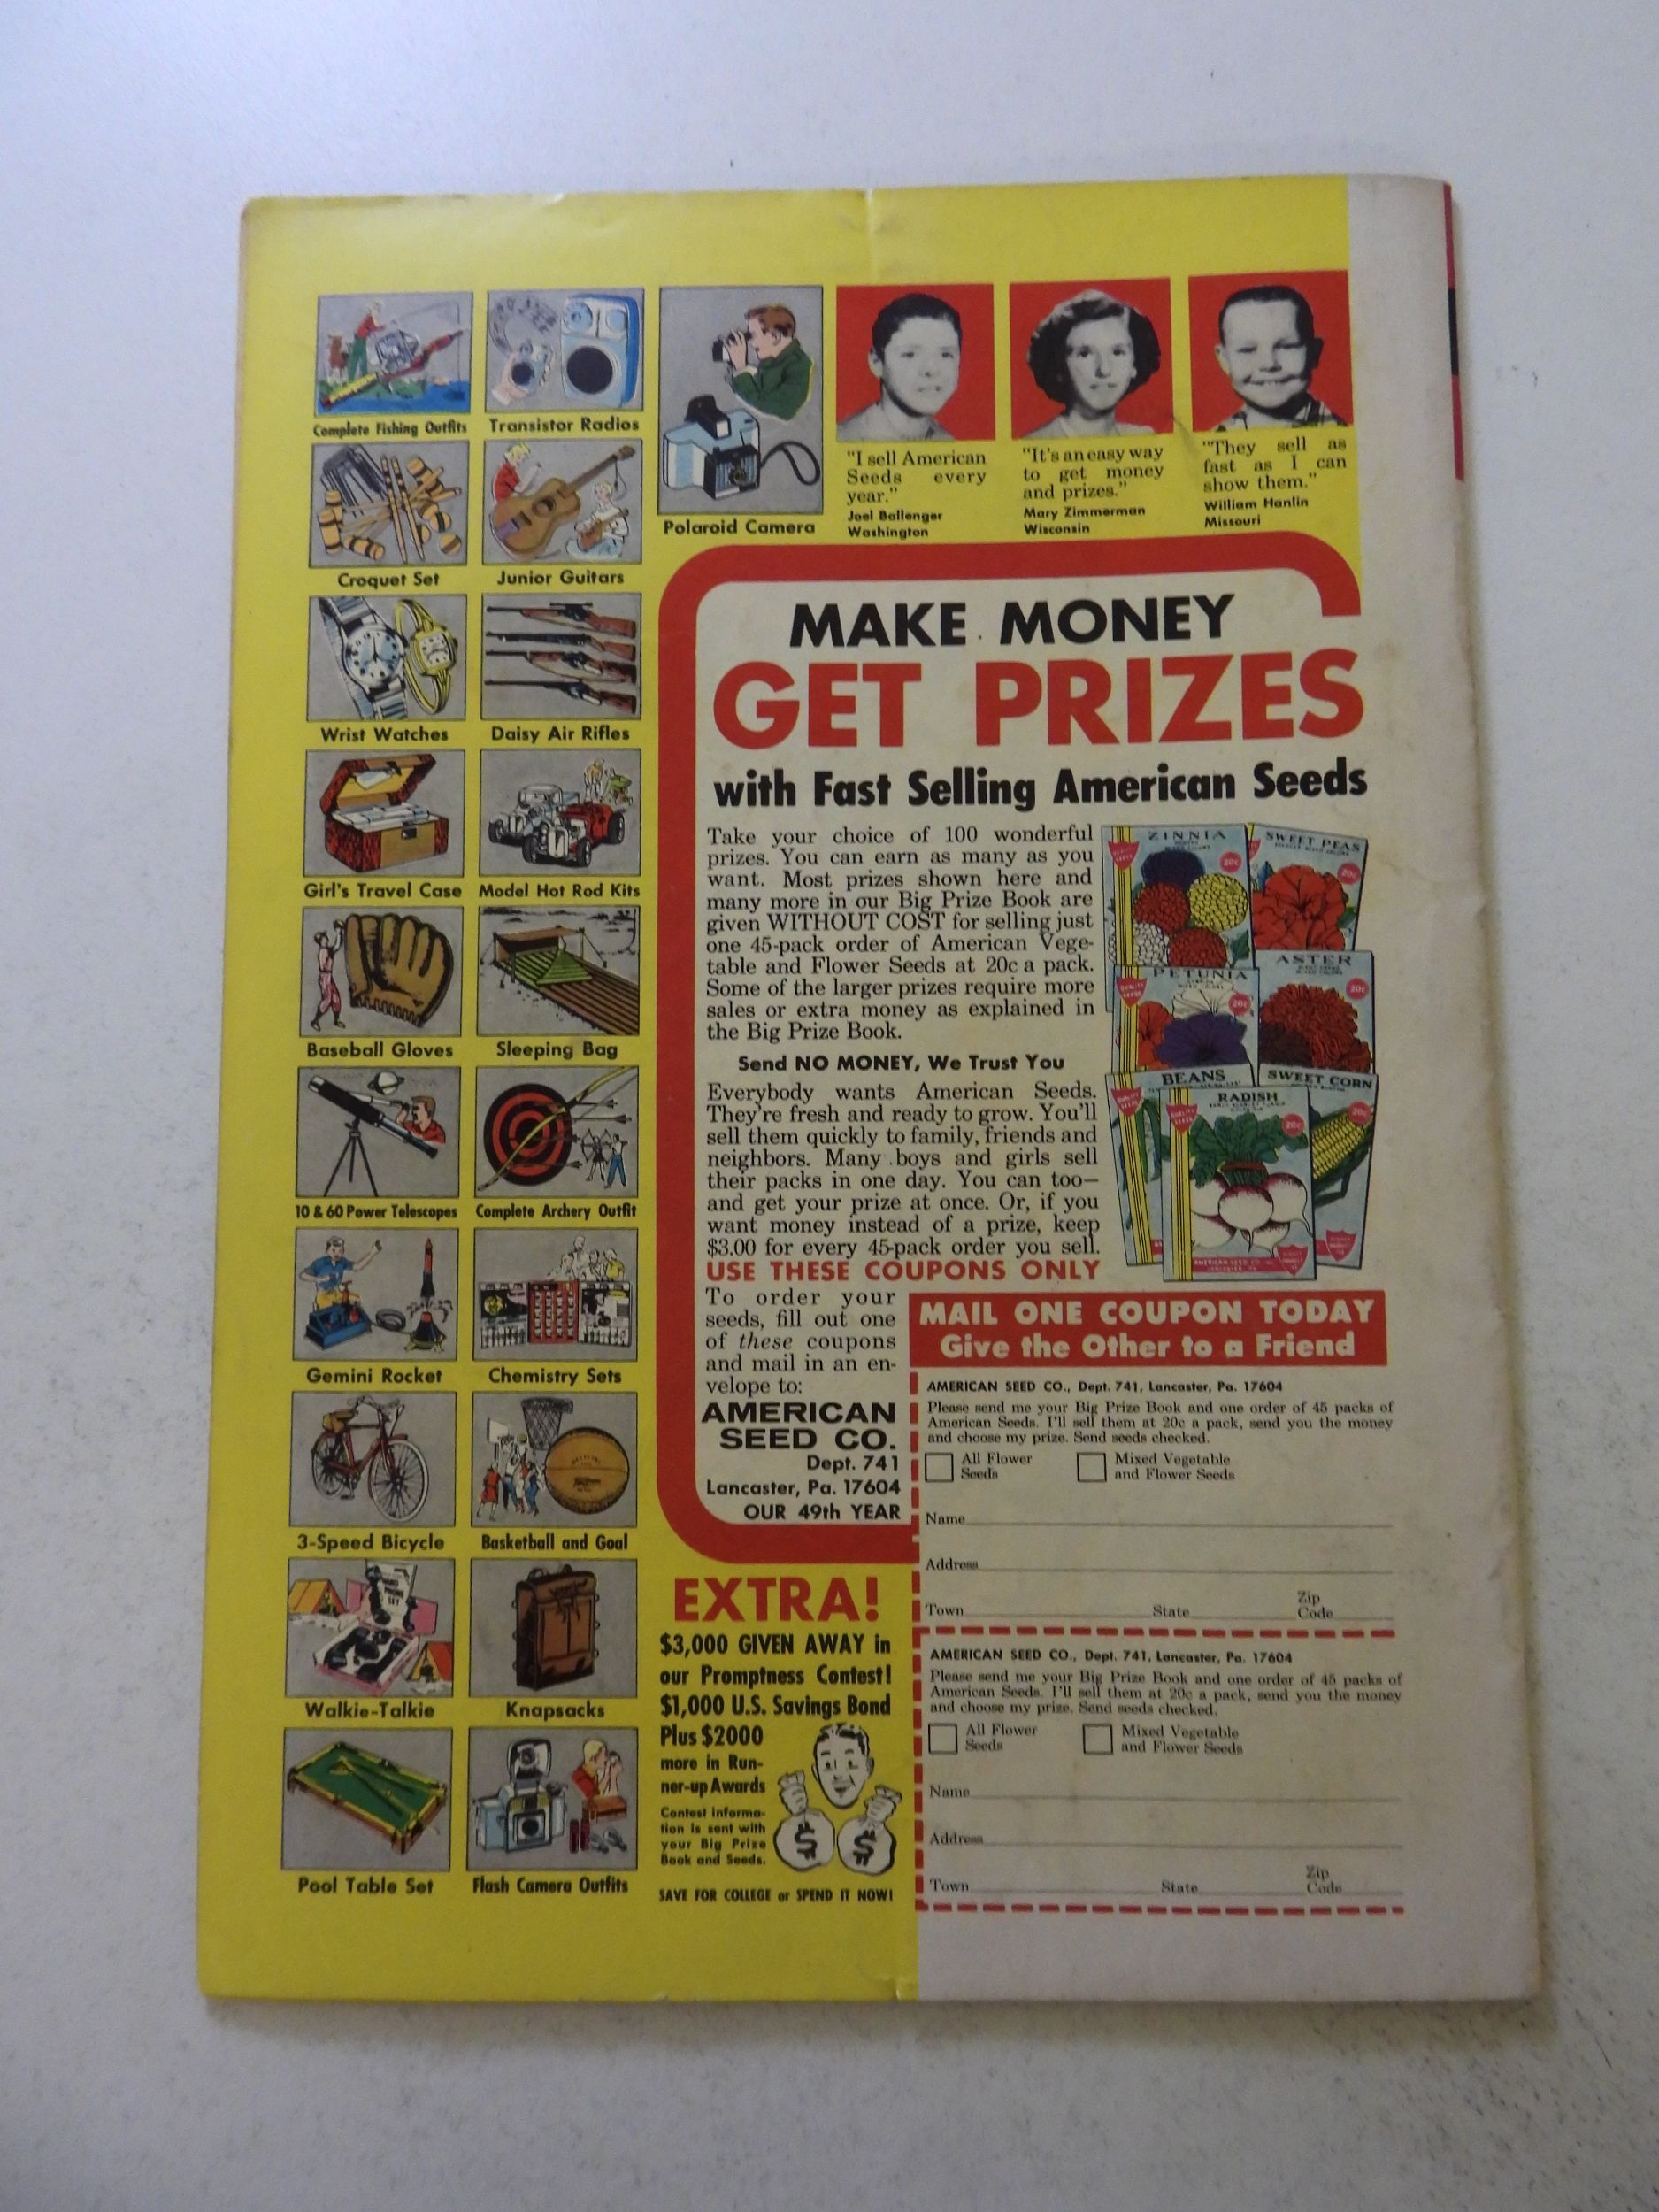 Complete Fishing Outfits
Transistor Radios
Croquet Set
Junior Guitars
Wrist Watches
Daisy Air Rifles
Girl's Travel Case
Model Hot Rod Kits
Baseball Gloves
Sleeping Bag
10 & 60 Power Telescopes
Complete Archery Outfit
Gemini Rocket
Chemistry Sets
3-Speed Bicycle
Basketball and Goal
Walkie-Talkie
Knapsacks
Pool Table Set
Flash Camera Outfits
Polaroid Camera
"I sell American
Seeds every
year."
Joel Ballenger
Washington
"It's an easy way
to get money
and prizes."
Mary Zimmerman
Wisconsin
"They sell as
fast as I can
show them."
William Hanlin
Missouri
MAKE MONEY
GET PRIZES
with Fast Selling American Seeds
Take your choice of 100 wonderful
prizes. You can earn as many as you
want. Most prizes shown here and
many more in our Big Prize Book are
given WITHOUT COST for selling just
one 45-pack order of American Vege-
table and Flower Seeds at 20c a pack.
Some of the larger prizes require more
sales or extra money as explained in
the Big Prize Book.
Send NO MONEY, We Trust You
Everybody wants American Seeds.
They're fresh and ready to grow. You'll
sell them quickly to family, friends and
neighbors. Many boys and girls sell
their packs in one day. You can too—
and get your prize at once. Or, if you
want money instead of a prize, keep
$3.00 for every 45-pack order you sell.
USE THESE COUPONS ONLY
To order your
seeds, fill out one
of these coupons
and mail in an en-
velope to:
AMERICAN
SEED CO.
Dept. 741
Lancaster, Pa. 17604
OUR 49th YEAR
ZINNIA
20c
SWEET PEAS
20c
PETUNIA
20c
ASTER
20c
BEANS
SWEET CORN
20c
RADISH
20c
MAIL ONE COUPON TODAY
Give the Other to a Friend
AMERICAN SEED CO., Dept. 741, Lancaster, Pa. 17604
Please send me your Big Prize Book and one order of 45 packs of
American Seeds. I'll sell them at 20c a pack, send you the money
and choose my prize. Send seeds checked.
All Flower
Seeds
Mixed Vegetable
and Flower Seeds
Name
Address
Town State Zip Code
AMERICAN SEED CO., Dept. 741, Lancaster, Pa. 17604
Please send me your Big Prize Book and one order of 45 packs of
American Seeds. I'll sell them at 20c a pack, send you the money
and choose my prize. Send seeds checked.
All Flower
Seeds
Mixed Vegetable
and Flower Seeds
Name
Address
Town State Zip Code
EXTRA!
$3,000 GIVEN AWAY in
our Promptness Contest!
$1,000 U.S. Savings Bond
Plus $2000
more in Run-
ner-up Awards
Contest informa-
tion is sent with
your Big Prize
Book and Seeds.
$ $
SAVE FOR COLLEGE or SPEND IT NOW!